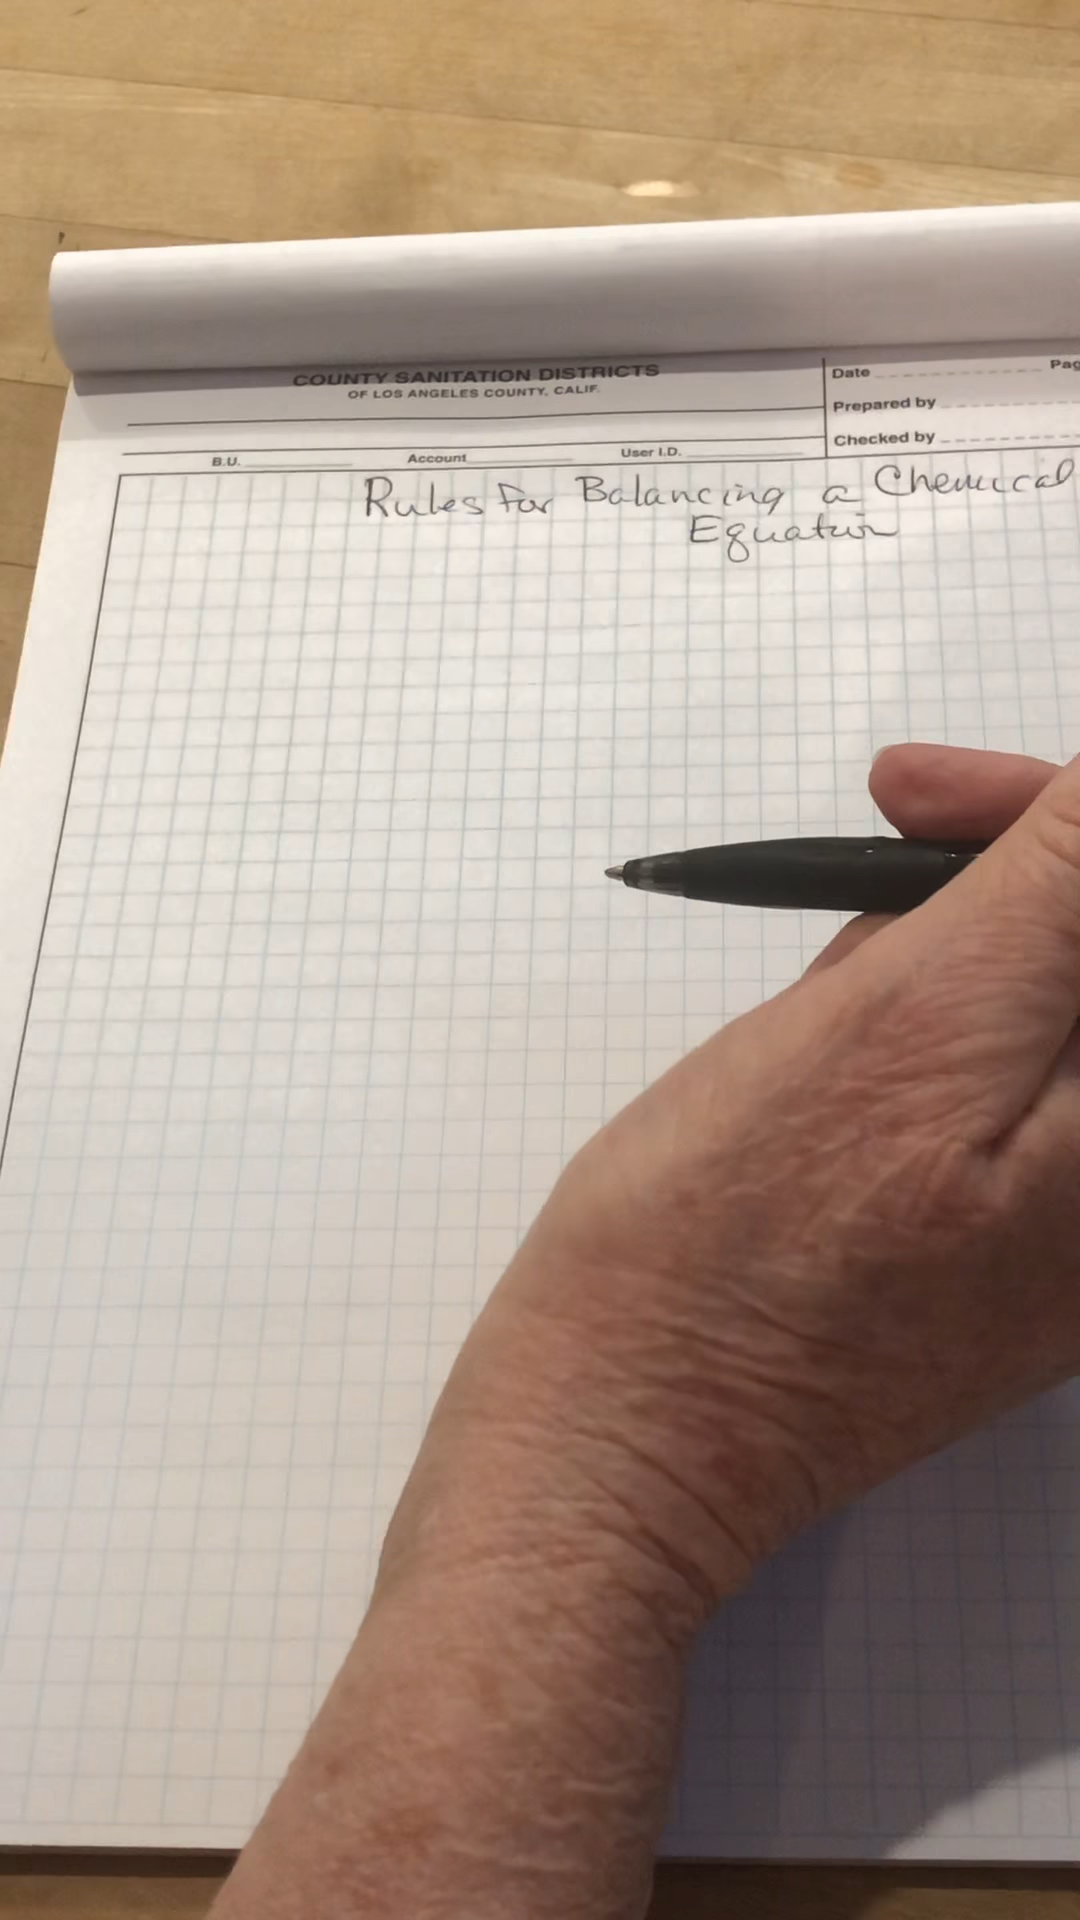 COUNTY SANITATION DISTRICTS
OF LOS ANGELES COUNTY, CALIF.
Date
Prepared by
Checked by
B.U. Account User I.D.
Rules for Balancing a Chemical
Equation